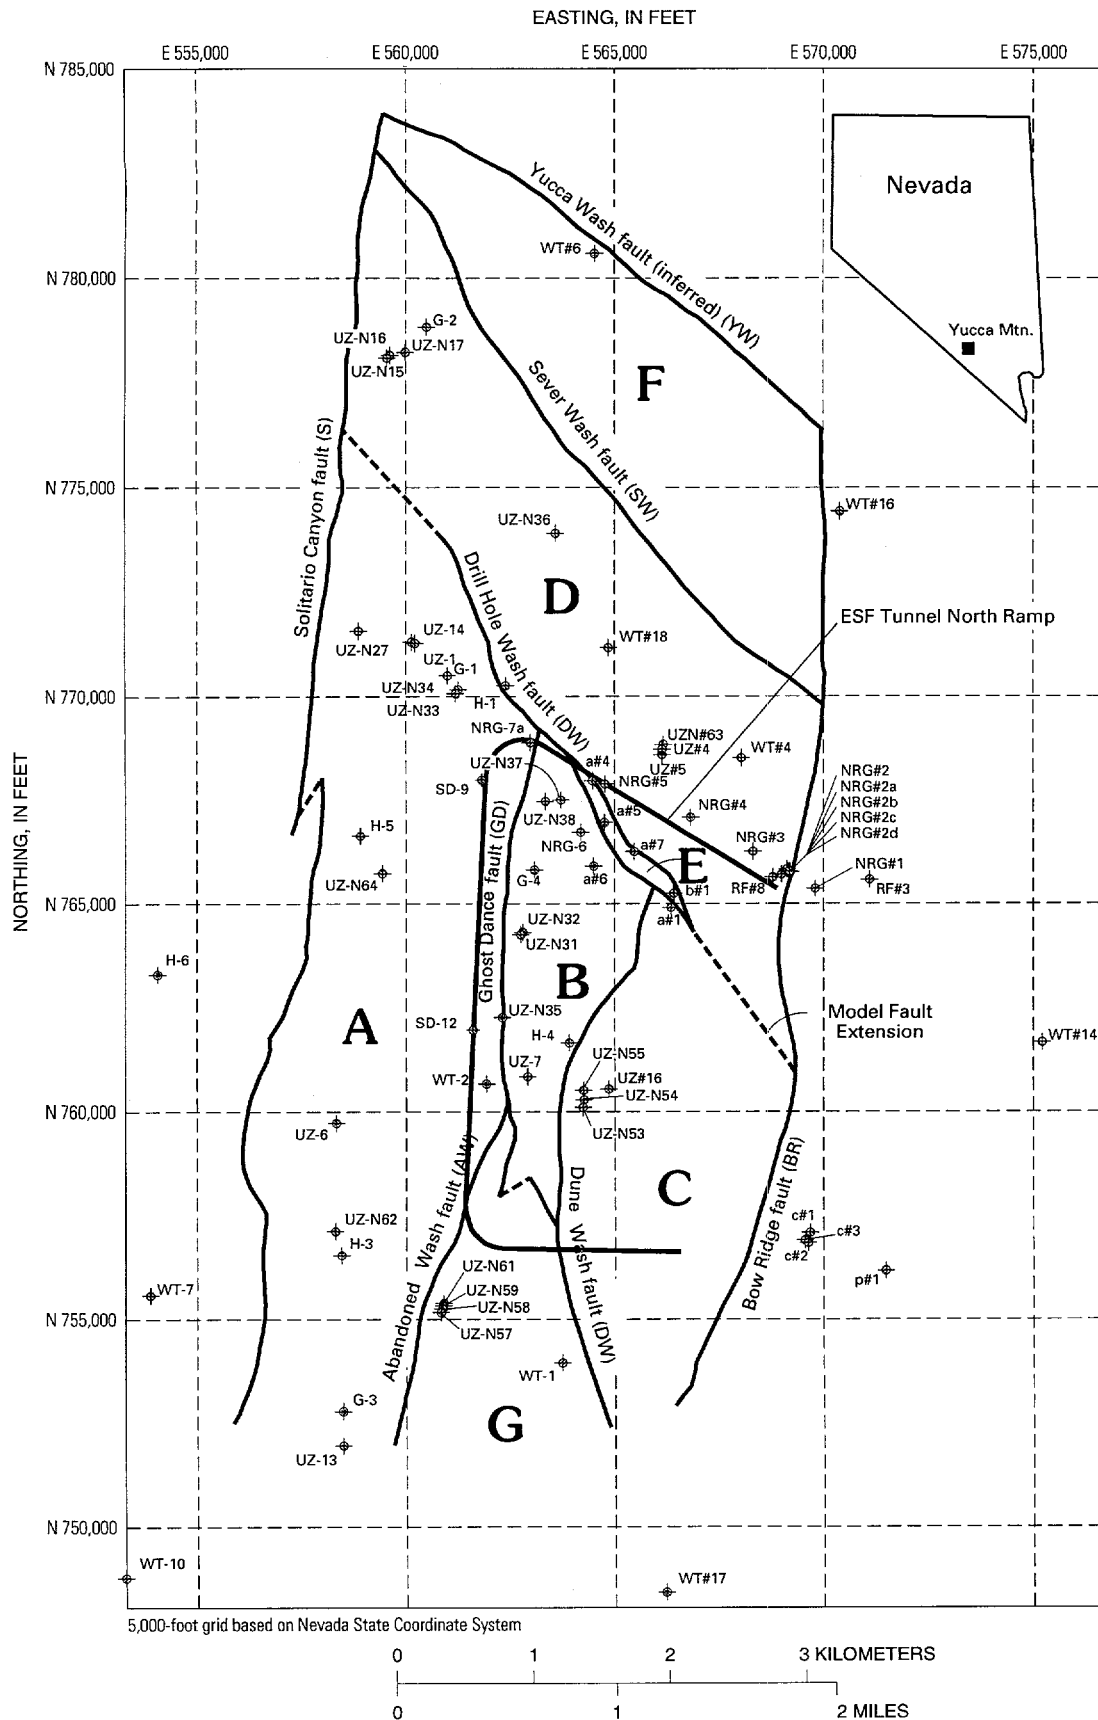 EASTING, IN FEET
E 555,000
E 560,000
E 565,000
E 570,000
E 575,000
N 785,000
Nevada
Yucca Wash fault (inferred) (YW)
WT#6
N 780,000
G-2
UZ-N16
UZ-N17
UZ-N15
Yucca Mtn.
F
Sever Wash fault (SW)
Solitario Canyon fault (S)
N 775,000
WT#16
UZ-N36
Drill Hole Wash fault (DW)
D
ESF Tunnel North Ramp
UZ-14
WT#18
UZ-N27
UZ-1
G-1
UZ-N34
H-1
N 770,000
UZ-N33
NRG-7a
UZN#63
UZ#4
WT#4
UZ-N37
a#4
UZ#5
NRG#2
NRG#2a
NRG#2b
NRG#2c
NRG#2d
SD-9
NRG#5
NRG#4
a#5
UZ-N38
H-5
NRG-6
a#7
NRG#3
E
G-4
a#6
NRG#1
UZ-N64
b#1
RF#8
RF#3
N 765,000
a#1
Ghost Dance fault (GD)
UZ-N32
UZ-N31
NORTHING, IN FEET
H-6
B
A
UZ-N35
SD-12
Model Fault
Extension
H-4
WT#14
UZ-N55
UZ-7
UZ#16
WT-2
UZ-N54
N 760,000
UZ-6
UZ-N53
Abandoned Wash fault (AW)
Dune Wash fault (DW)
C
Bow Ridge fault (BR)
UZ-N62
c#1
c#3
H-3
c#2
UZ-N61
p#1
WT-7
UZ-N59
UZ-N58
N 755,000
UZ-N57
WT-1
G-3
G
UZ-13
N 750,000
WT-10
WT#17
5,000-foot grid based on Nevada State Coordinate System
0 1 2 3 KILOMETERS
0 1 2 MILES